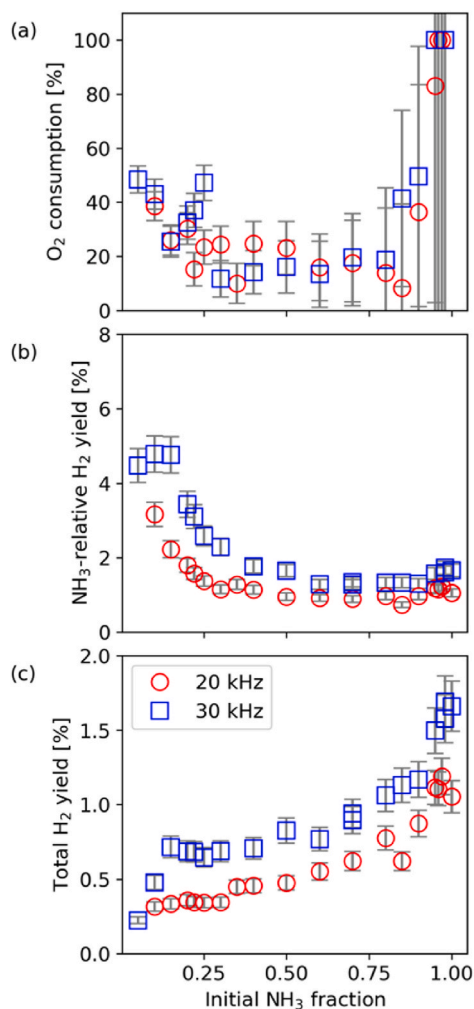 (a)
O₂ consumption [%]
100
80
60
40
20
0
(b)
NH₃-relative H₂ yield [%]
8
6
4
2
0
(c)
Total H₂ yield [%]
2.0
1.5
1.0
0.5
0.0
20 kHz
30 kHz
0.25 0.50 0.75 1.00
Initial NH₃ fraction